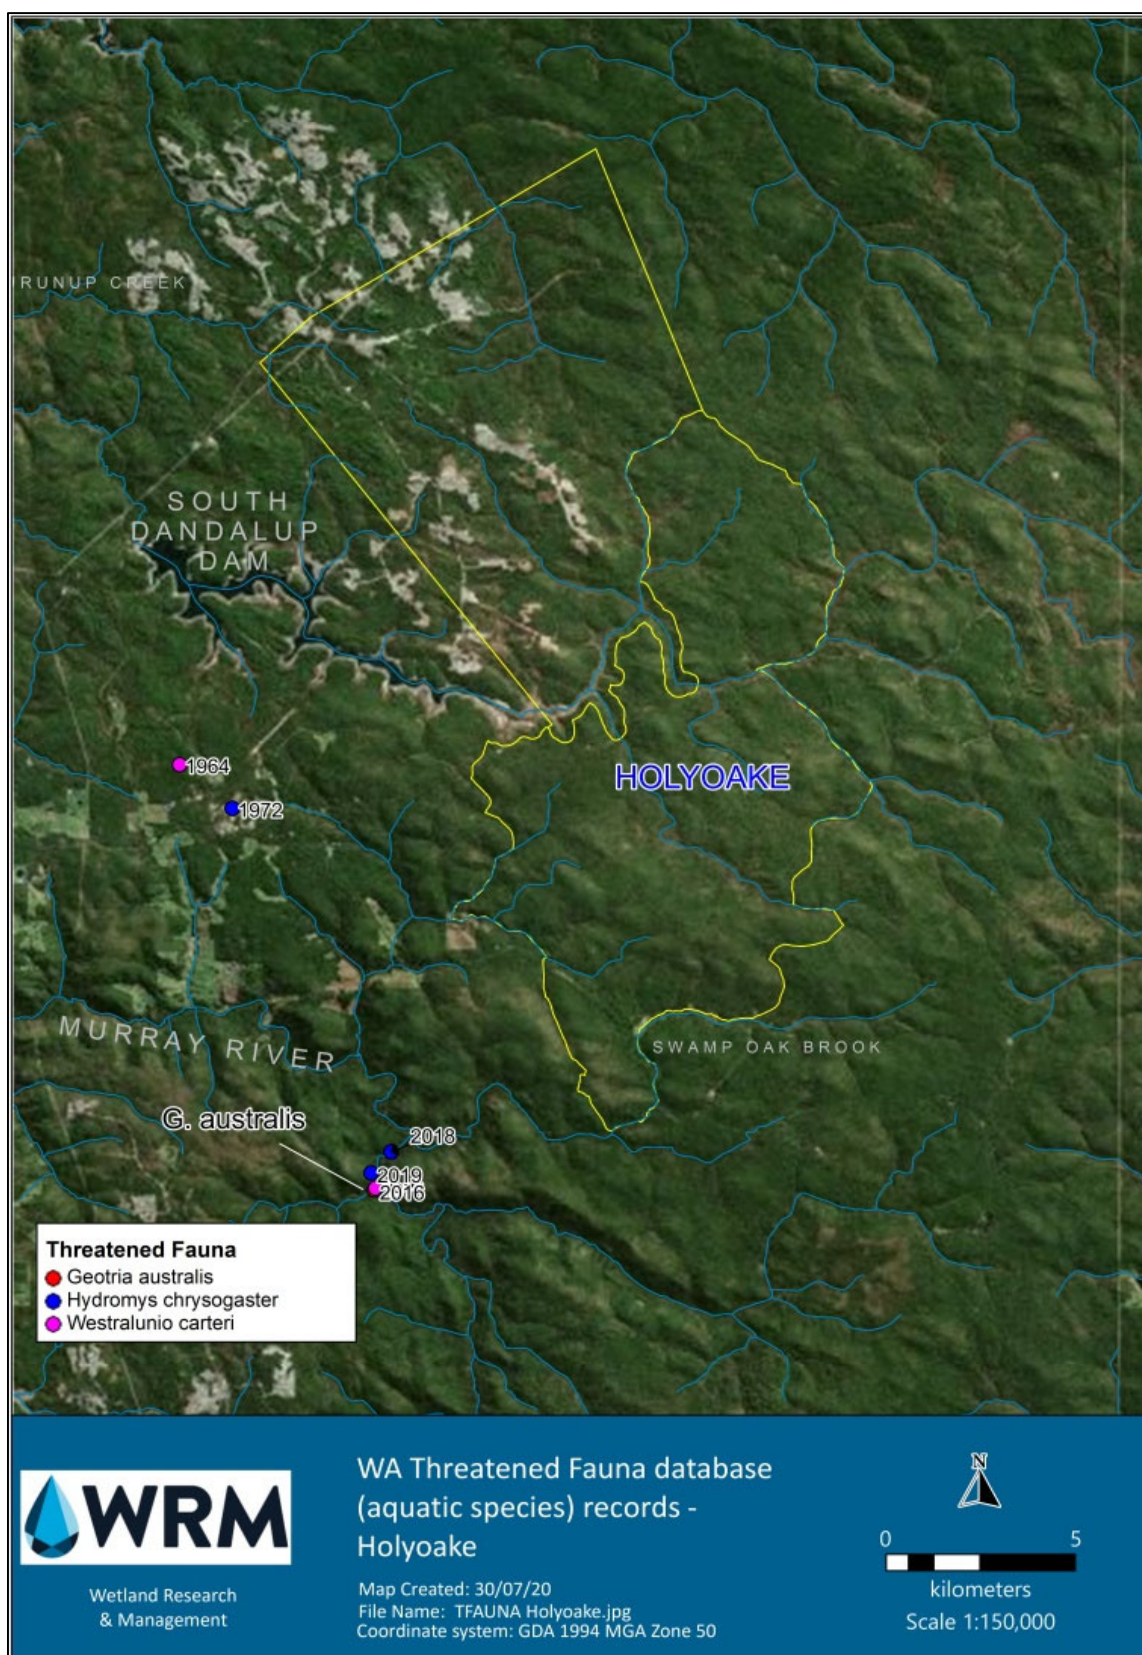 RUNUP CREEK
SOUTH
DANDALUP
DAM
1964
1972
HOLYOAKE
MURRAY RIVER
SWAMP OAK BROOK
G. australis
2018
2019
2016
Threatened Fauna
Geotria australis
Hydromys chrysogaster
Westralunio carteri
WRM
Wetland Research
& Management
WA Threatened Fauna database
(aquatic species) records -
Holyoake
Map Created: 30/07/20
File Name: TFAUNA Holyoake.jpg
Coordinate system: GDA 1994 MGA Zone 50
N
0 5
kilometers
Scale 1:150,000